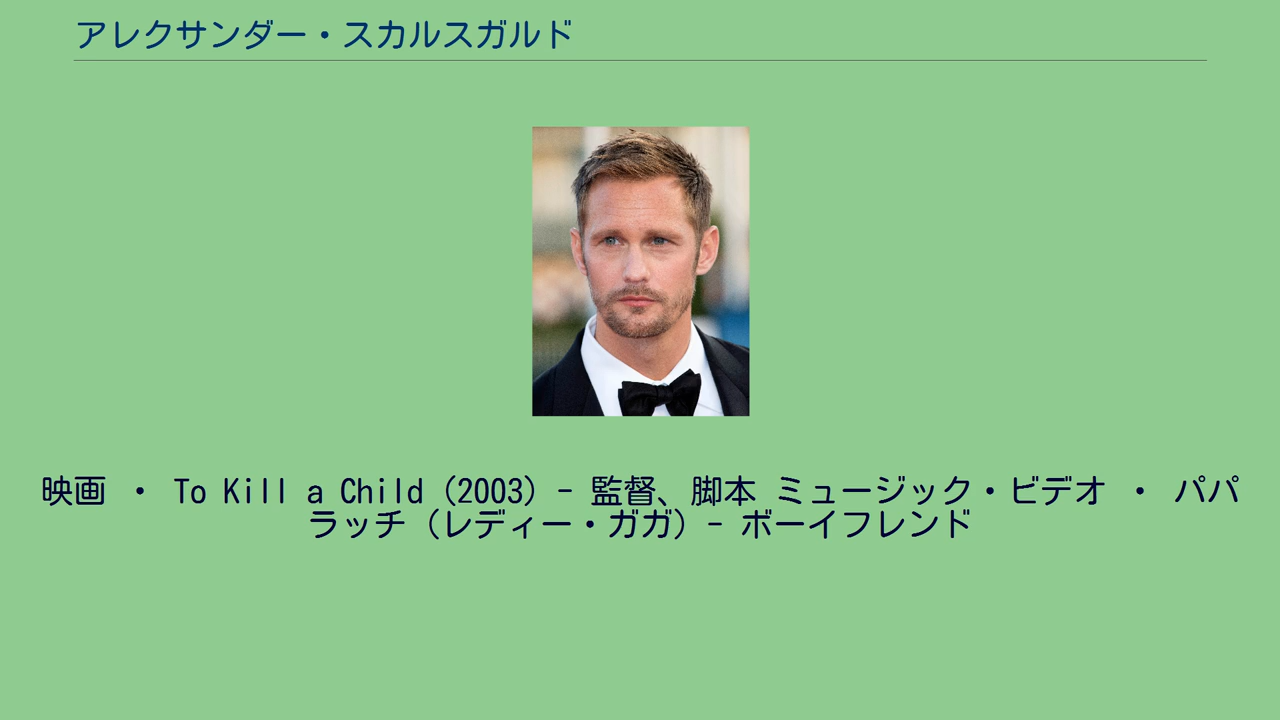 アレクサンダー・スカルスガルド
映画 ・ To Kill a Child (2003) - 監督、脚本 ミュージック・ビデオ ・ パパ
ラッチ (レディー・ガガ) - ボーイフレンド